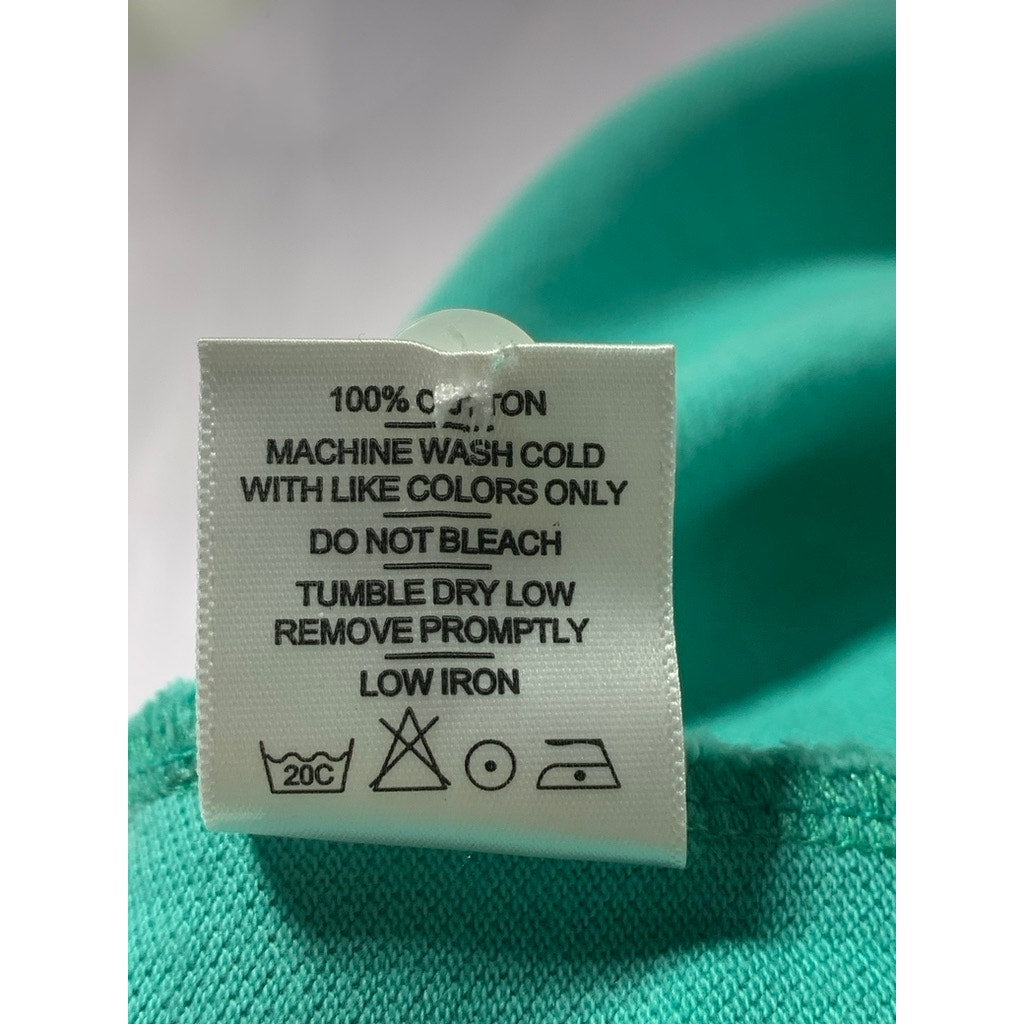 100% COTTON
MACHINE WASH COLD
WITH LIKE COLORS ONLY
DO NOT BLEACH
TUMBLE DRY LOW
REMOVE PROMPTLY
LOW IRON
20C